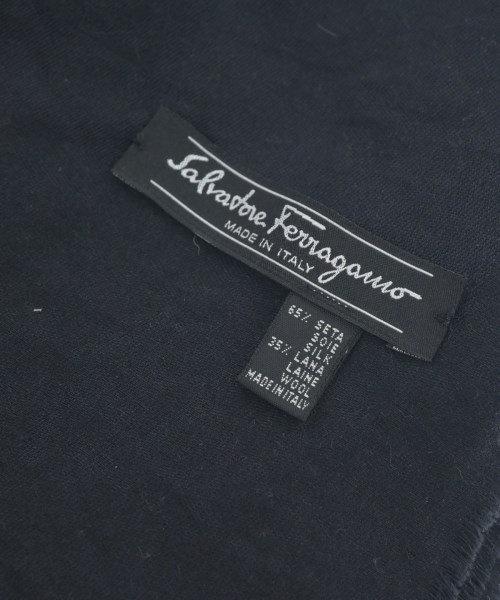 Salvatore Ferragamo
MADE IN ITALY
65% SETA
SOIE
SILK
35% LANA
LAINE
WOOL
MADE IN ITALY